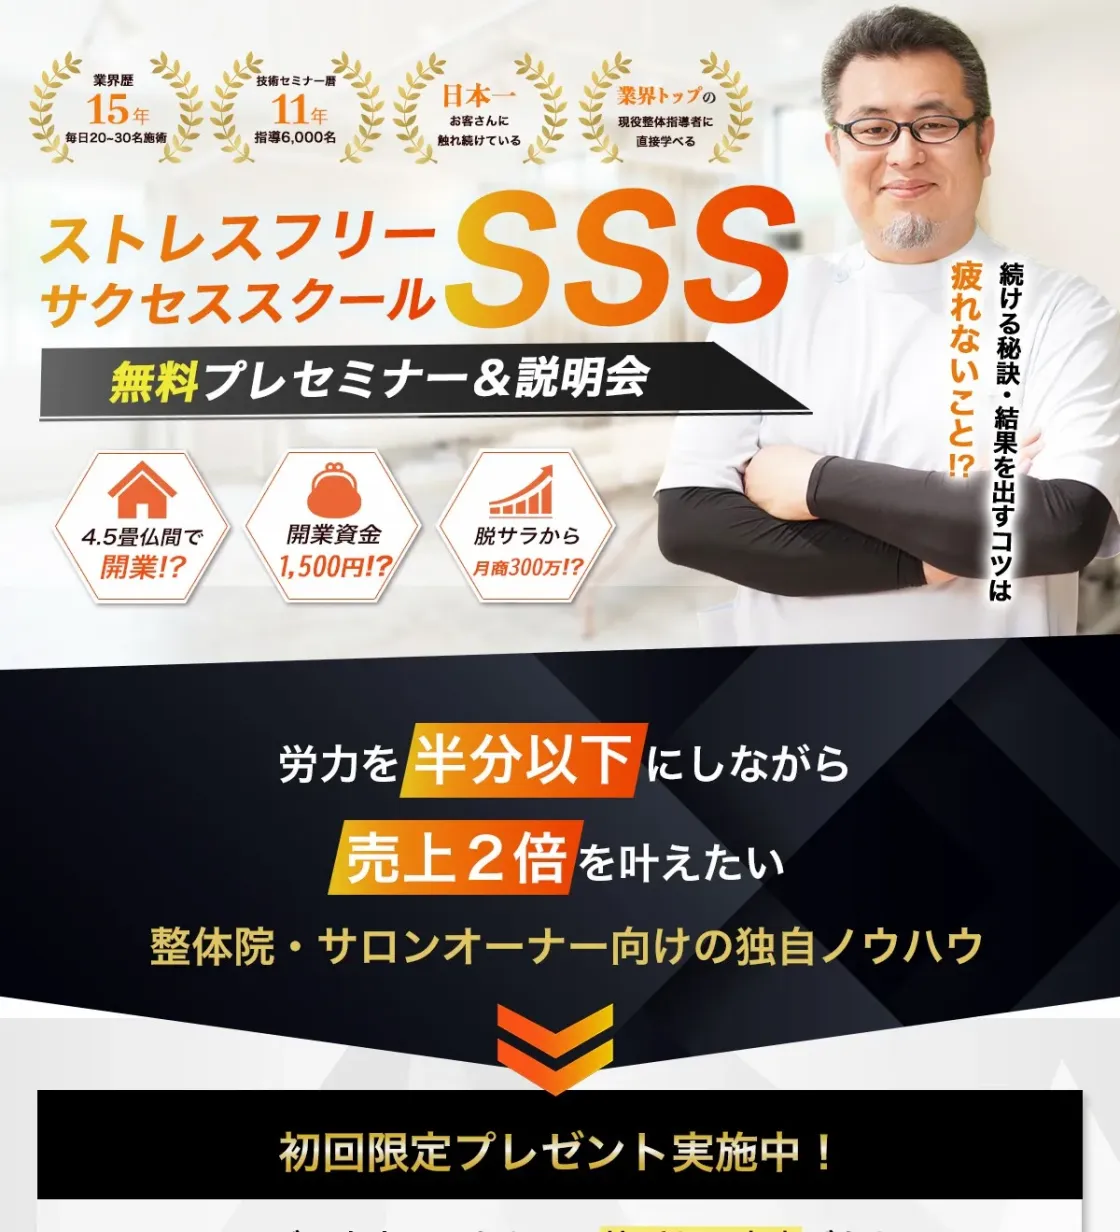 業界歴
15年
毎日20~30名施術
技術セミナー暦
11年
指導6,000名
日本一
お客さんに
触れ続けている
業界トップの
現役整体指導者に
直接学べる
ストレスフリー
サクセススクール
SSS
無料プレセミナー＆説明会
続ける秘訣・結果を出すコツは
疲れないこと!?
4.5畳仏間で
開業!?
開業資金
1,500円!?
脱サラから
月商300万!?
労力を半分以下にしながら
売上２倍を叶えたい
整体院・サロンオーナー向けの独自ノウハウ
初回限定プレゼント実施中！